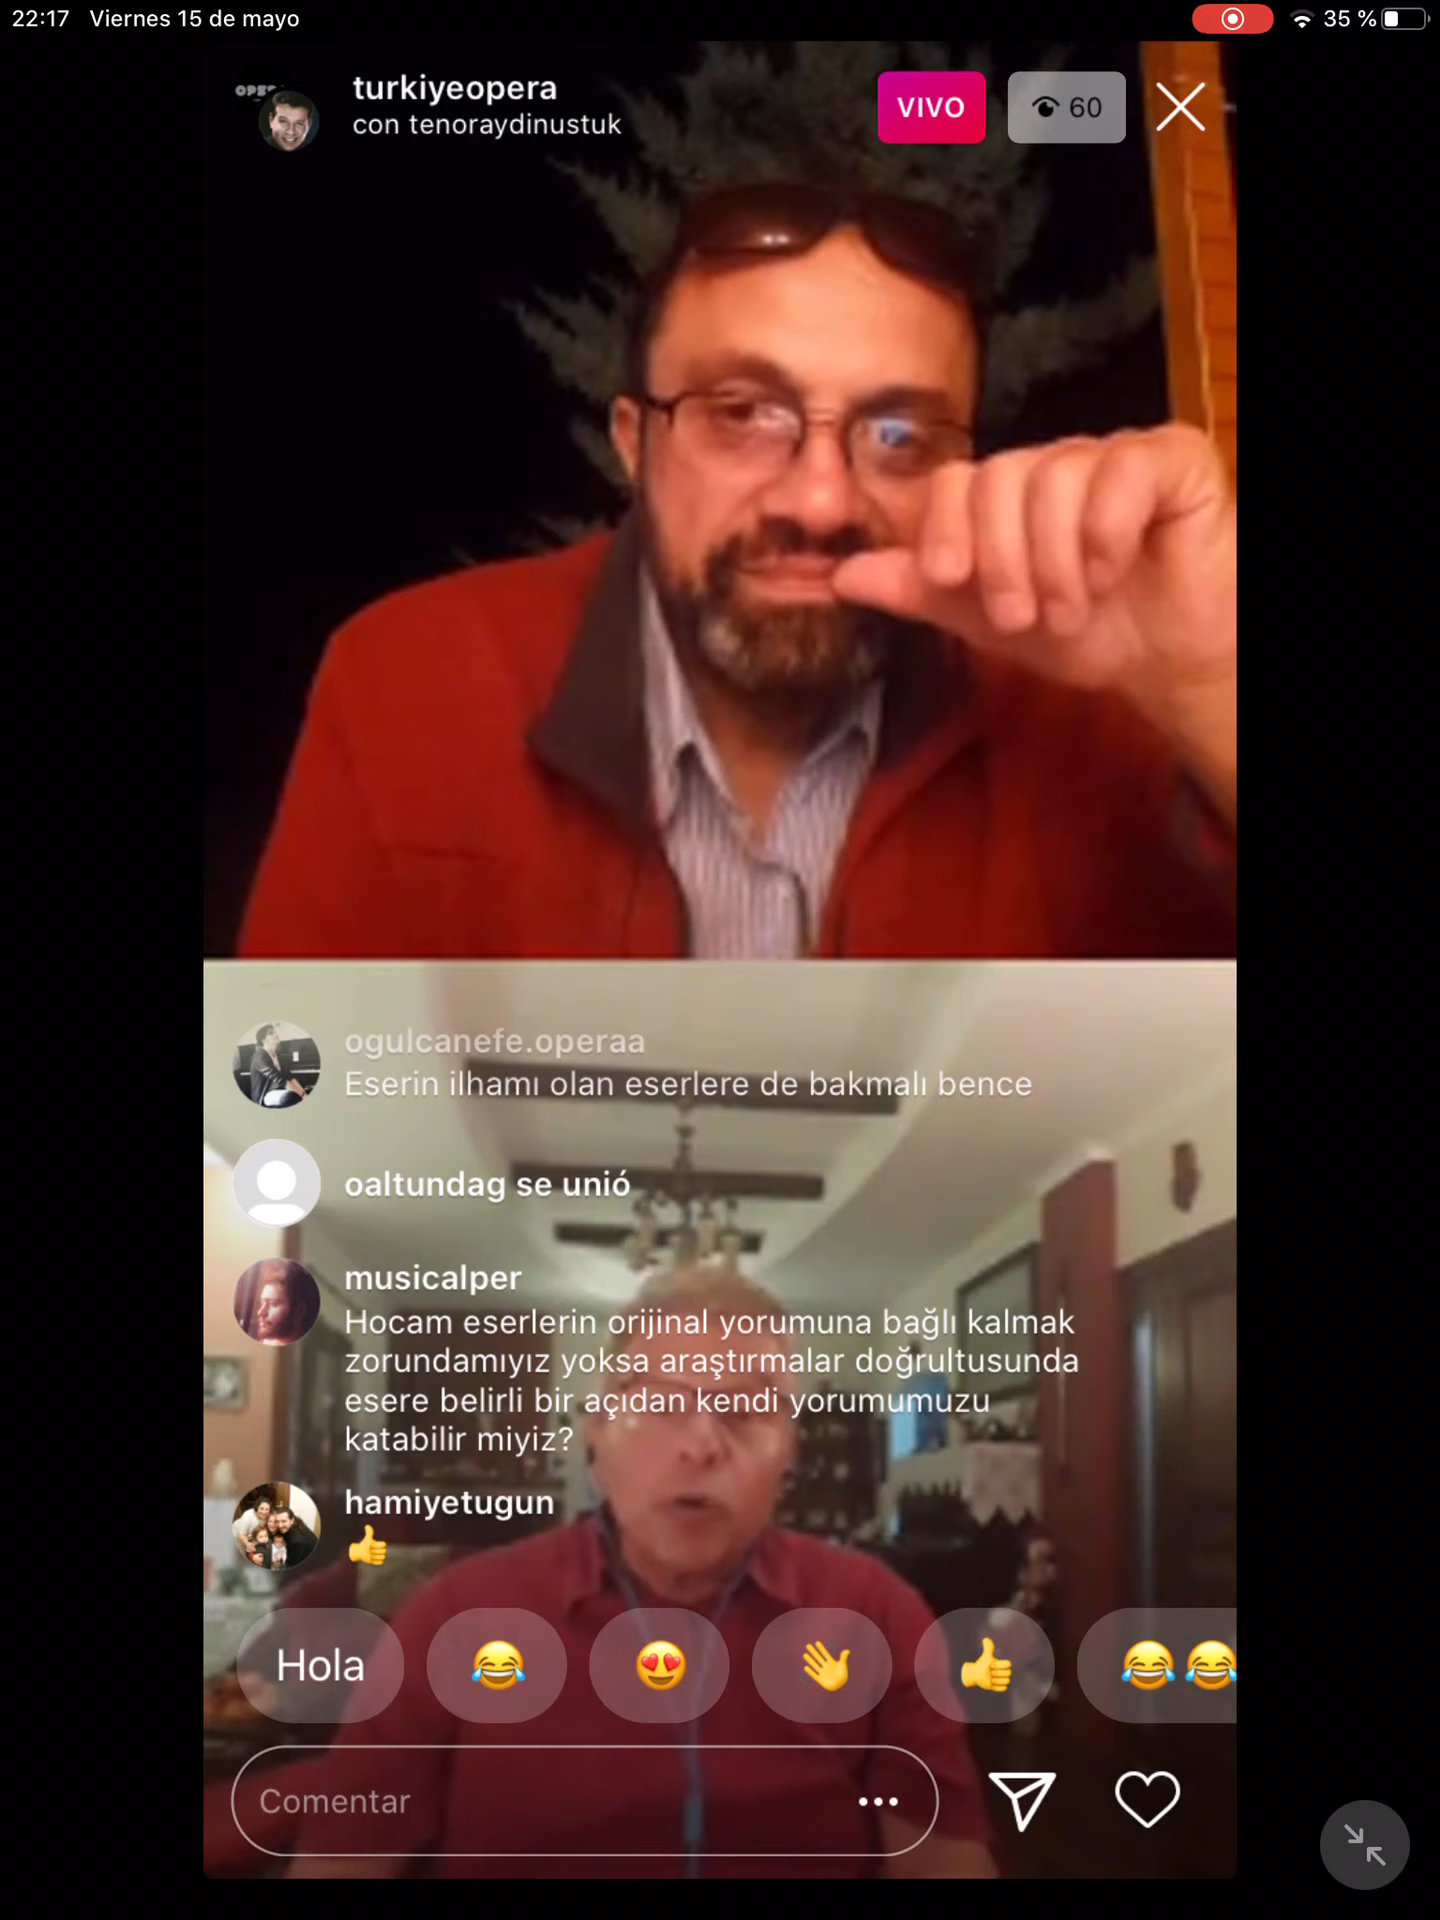 22:17 Viernes 15 de mayo
35 %
turkiyeopera
con tenoraydinustuk
VIVO
60
ogulcanefe.operaa
Eserin ilhamı olan eserlere de bakmalı bence
oaltundag se unió
musicalper
Hocam eserlerin orijinal yorumuna bağlı kalmak
zorundamıyız yoksa araştırmalar doğrultusunda
esere belirli bir açıdan kendi yorumumuzu
katabilir miyiz?
hamiyetugun
👍
Hola 😂 😍 👋 👍 😂😂
Comentar